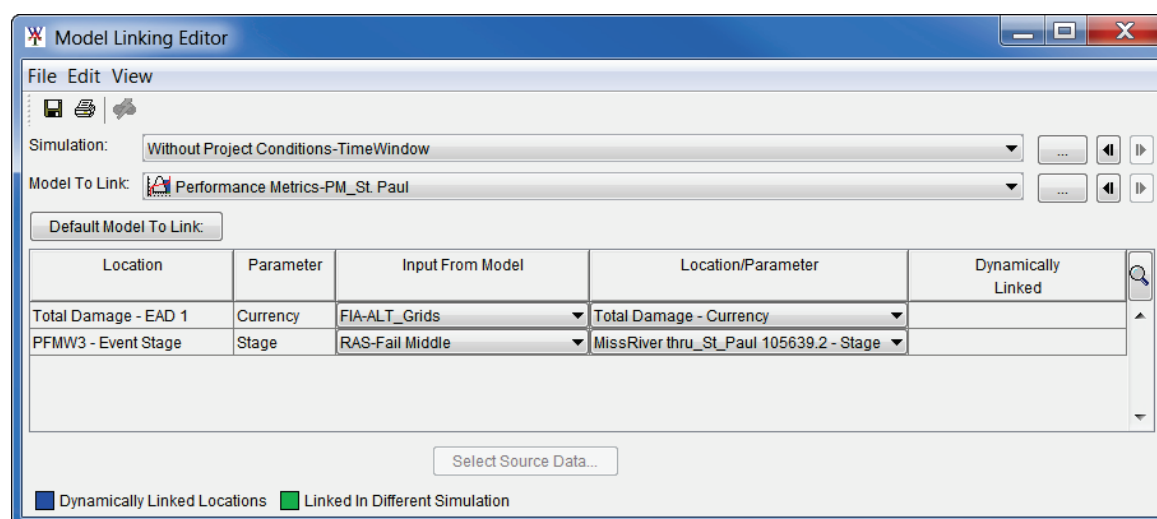 Model Linking Editor
File Edit View
Simulation: Without Project Conditions-TimeWindow ...
Model To Link: Performance Metrics-PM_St. Paul ...
Default Model To Link:
Location Parameter Input From Model Location/Parameter Dynamically
Linked
Total Damage - EAD 1 Currency FIA-ALT_Grids Total Damage - Currency
PFMW3 - Event Stage Stage RAS-Fail Middle MissRiver thru_St_Paul 105639.2 - Stage
Select Source Data...
Dynamically Linked Locations Linked In Different Simulation